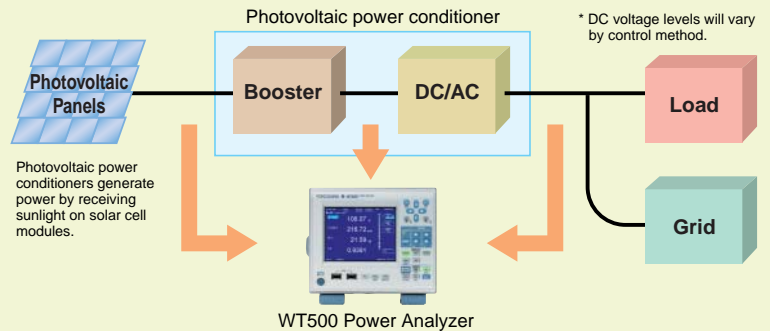 Photovoltaic power conditioner
* DC voltage levels will vary
by control method.
Photovoltaic
Panels
Booster
DC/AC
Load
Photovoltaic power
conditioners generate
power by receiving
sunlight on solar cell
modules.
Grid
WT500 Power Analyzer